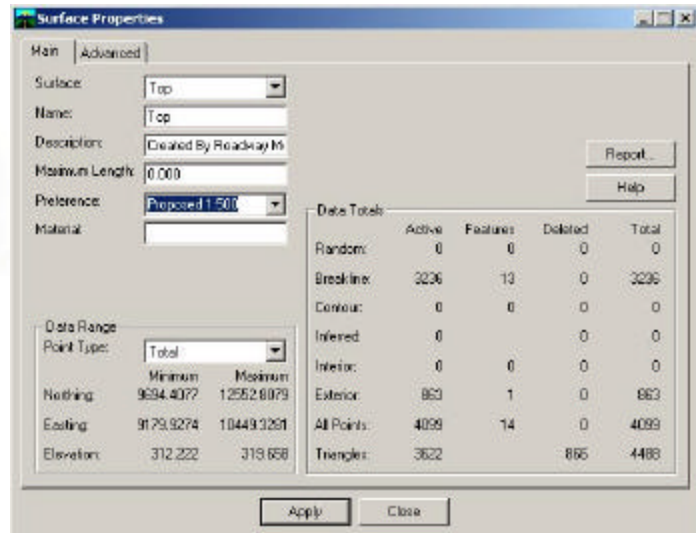 Surface Properties
Main Advanced
Surface: Top
Name: Top
Description: Created By Roadway M
Maximum Length: 0.000
Preference: Proposed 1:500
Material:
Report...
Help
Data Totals
Active Features Deleted Total
Random: 0 0 0 0
Breakline: 3236 13 0 3236
Contour: 0 0 0 0
Inferred: 0 0 0
Interior: 0 0 0 0
Exterior: 863 1 0 863
All Points: 4099 14 0 4099
Triangles: 3622 866 4488
Data Range
Point Type: Total
Minimum Maximum
Northing: 9694.4077 12552.8079
Easting: 9179.9274 10449.3281
Elevation: 312.222 319.658
Apply Close